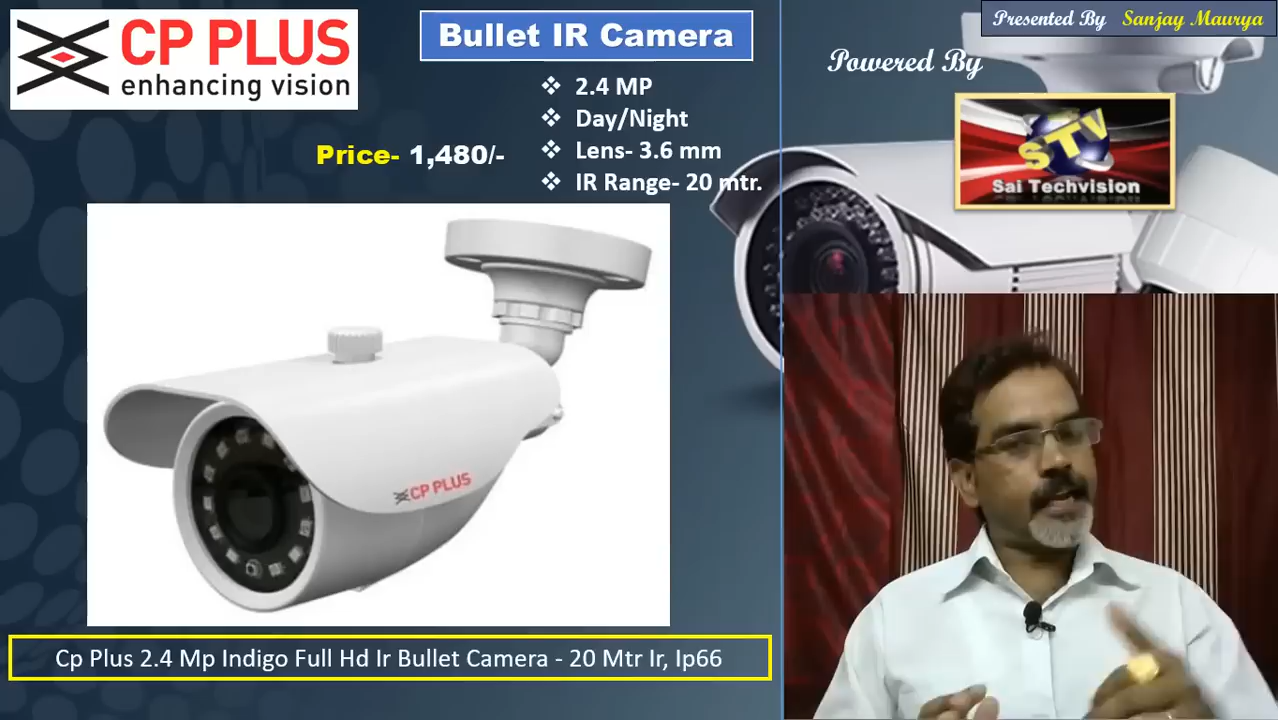 CP PLUS
enhancing vision
Bullet IR Camera
Presented By Sanjay Maurya
Powered By
❖ 2.4 MP
❖ Day/Night
❖ Lens- 3.6 mm
❖ IR Range- 20 mtr.
Price- 1,480/-
STV
Sai Techvision
CP PLUS
Cp Plus 2.4 Mp Indigo Full Hd Ir Bullet Camera - 20 Mtr Ir, Ip66